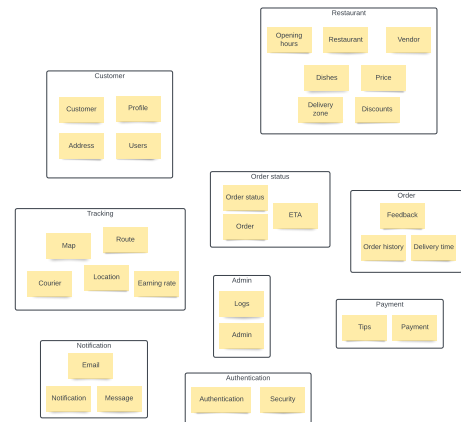 Restaurant
Opening
hours
Restaurant
Vendor
Dishes
Price
Delivery
zone
Discounts
Customer
Customer
Profile
Address
Users
Order status
Order status
ETA
Order
Order
Feedback
Order history
Delivery time
Tracking
Map
Route
Courier
Location
Earning rate
Admin
Logs
Admin
Payment
Tips
Payment
Notification
Email
Notification
Message
Authentication
Authentication
Security